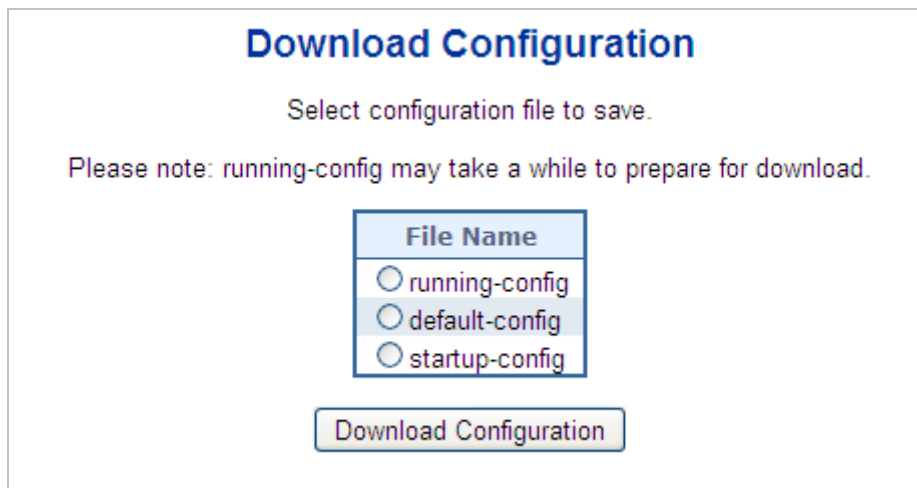 Download Configuration
Select configuration file to save.
Please note: running-config may take a while to prepare for download.
File Name
running-config
default-config
startup-config
Download Configuration